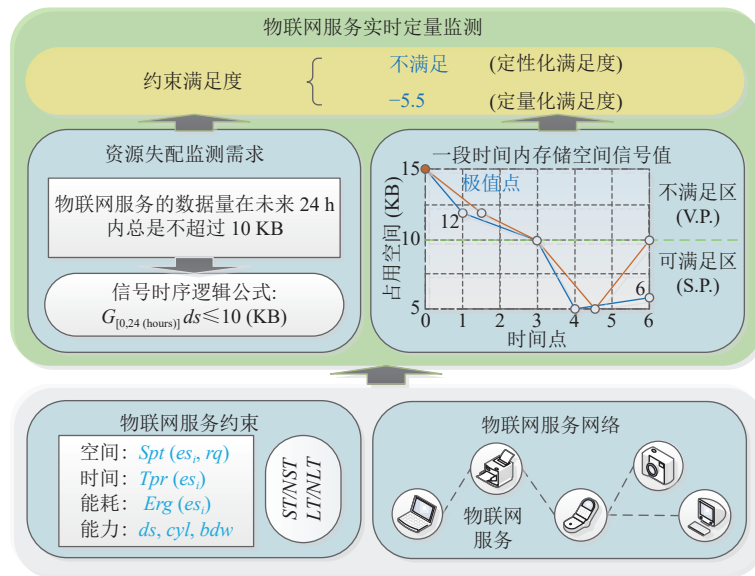 物联网服务实时定量监测
约束满足度
不满足 (定性化满足度)
−5.5 (定量化满足度)
资源失配监测需求
物联网服务的数据量在未来 24 h
内总是不超过 10 KB
信号时序逻辑公式:
G[0,24 (hours)] ds≤10 (KB)
一段时间内存储空间信号值
占用空间 (KB)
15
10
5
极值点
12
6
0 1 2 3 4 5 6
时间点
不满足区
(V.P.)
可满足区
(S.P.)
物联网服务约束
空间: Spt (esi, rq)
时间: Tpr (esi)
能耗: Erg (esi)
能力: ds, cyl, bdw
ST/NST
LT/NLT
物联网服务网络
物联网
服务